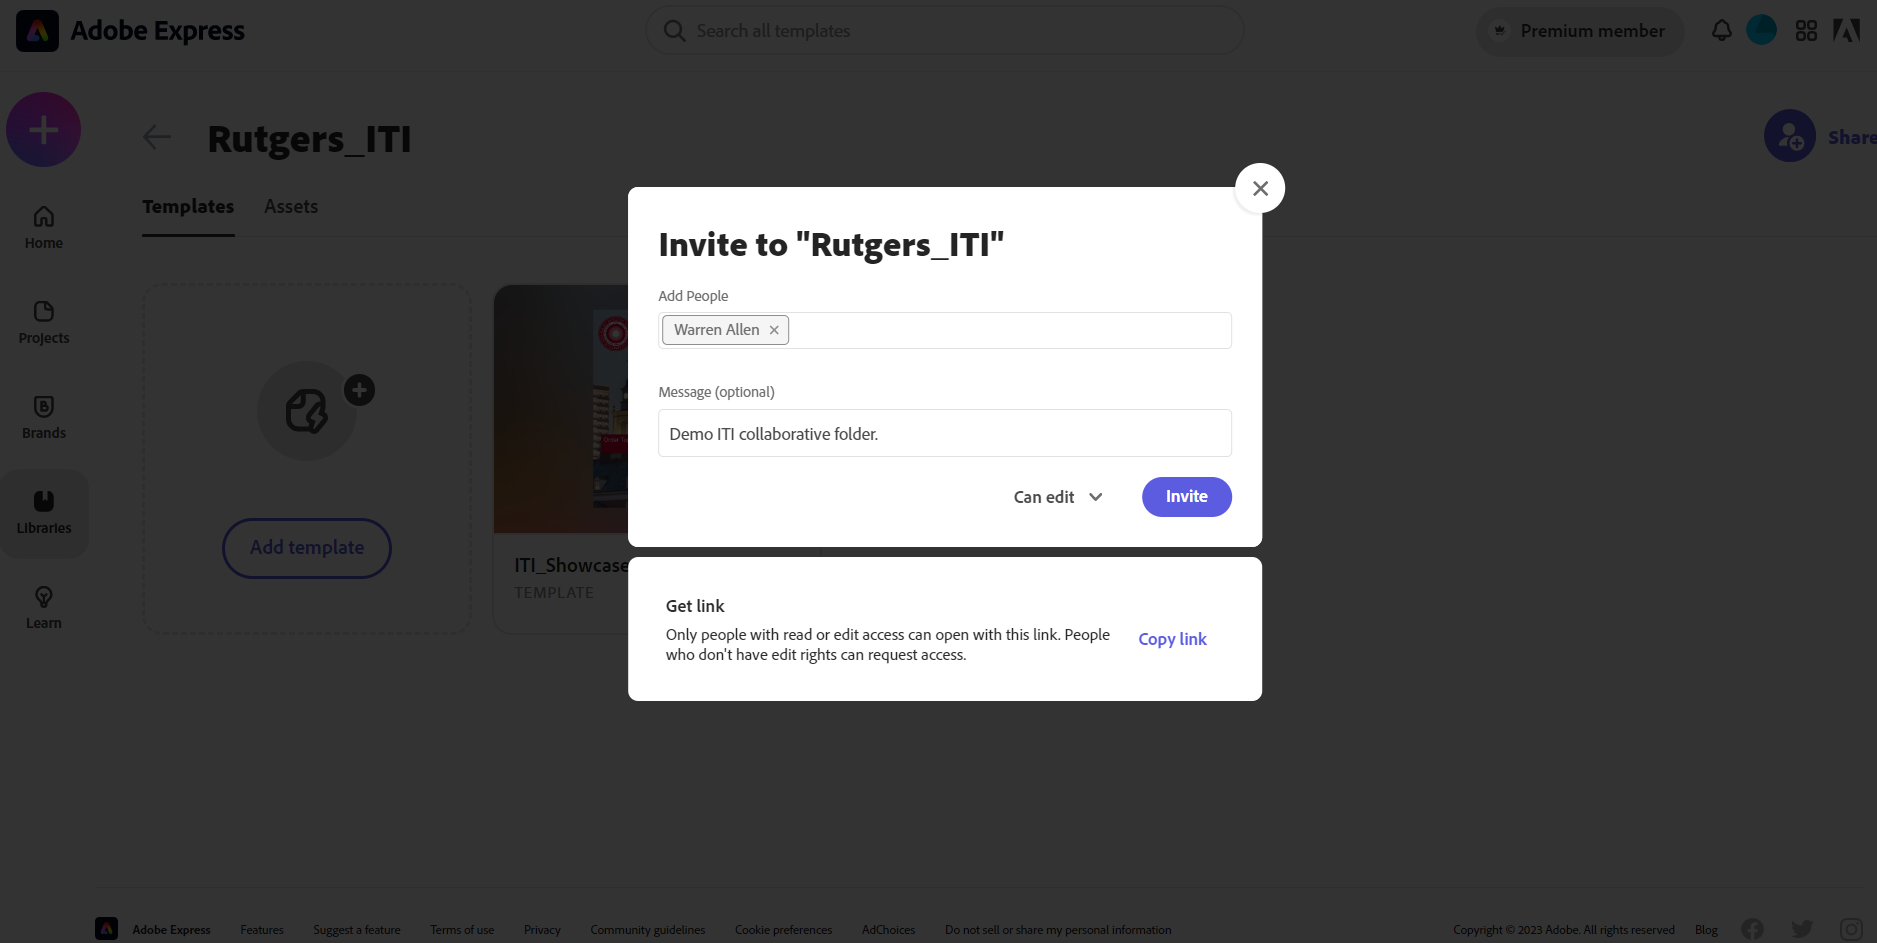 Adobe Express
Search all templates
Premium member
Rutgers_ITI
Share
Templates
Assets
Home
Projects
Brands
Libraries
Learn
Add template
ITI_Showcase
TEMPLATE
Invite to "Rutgers_ITI"
Add People
Warren Allen
Message (optional)
Demo ITI collaborative folder.
Can edit
Invite
Get link
Only people with read or edit access can open with this link. People
who don't have edit rights can request access.
Copy link
Adobe Express
Features
Suggest a feature
Terms of use
Privacy
Community guidelines
Cookie preferences
AdChoices
Do not sell or share my personal information
Copyright © 2023 Adobe. All rights reserved
Blog